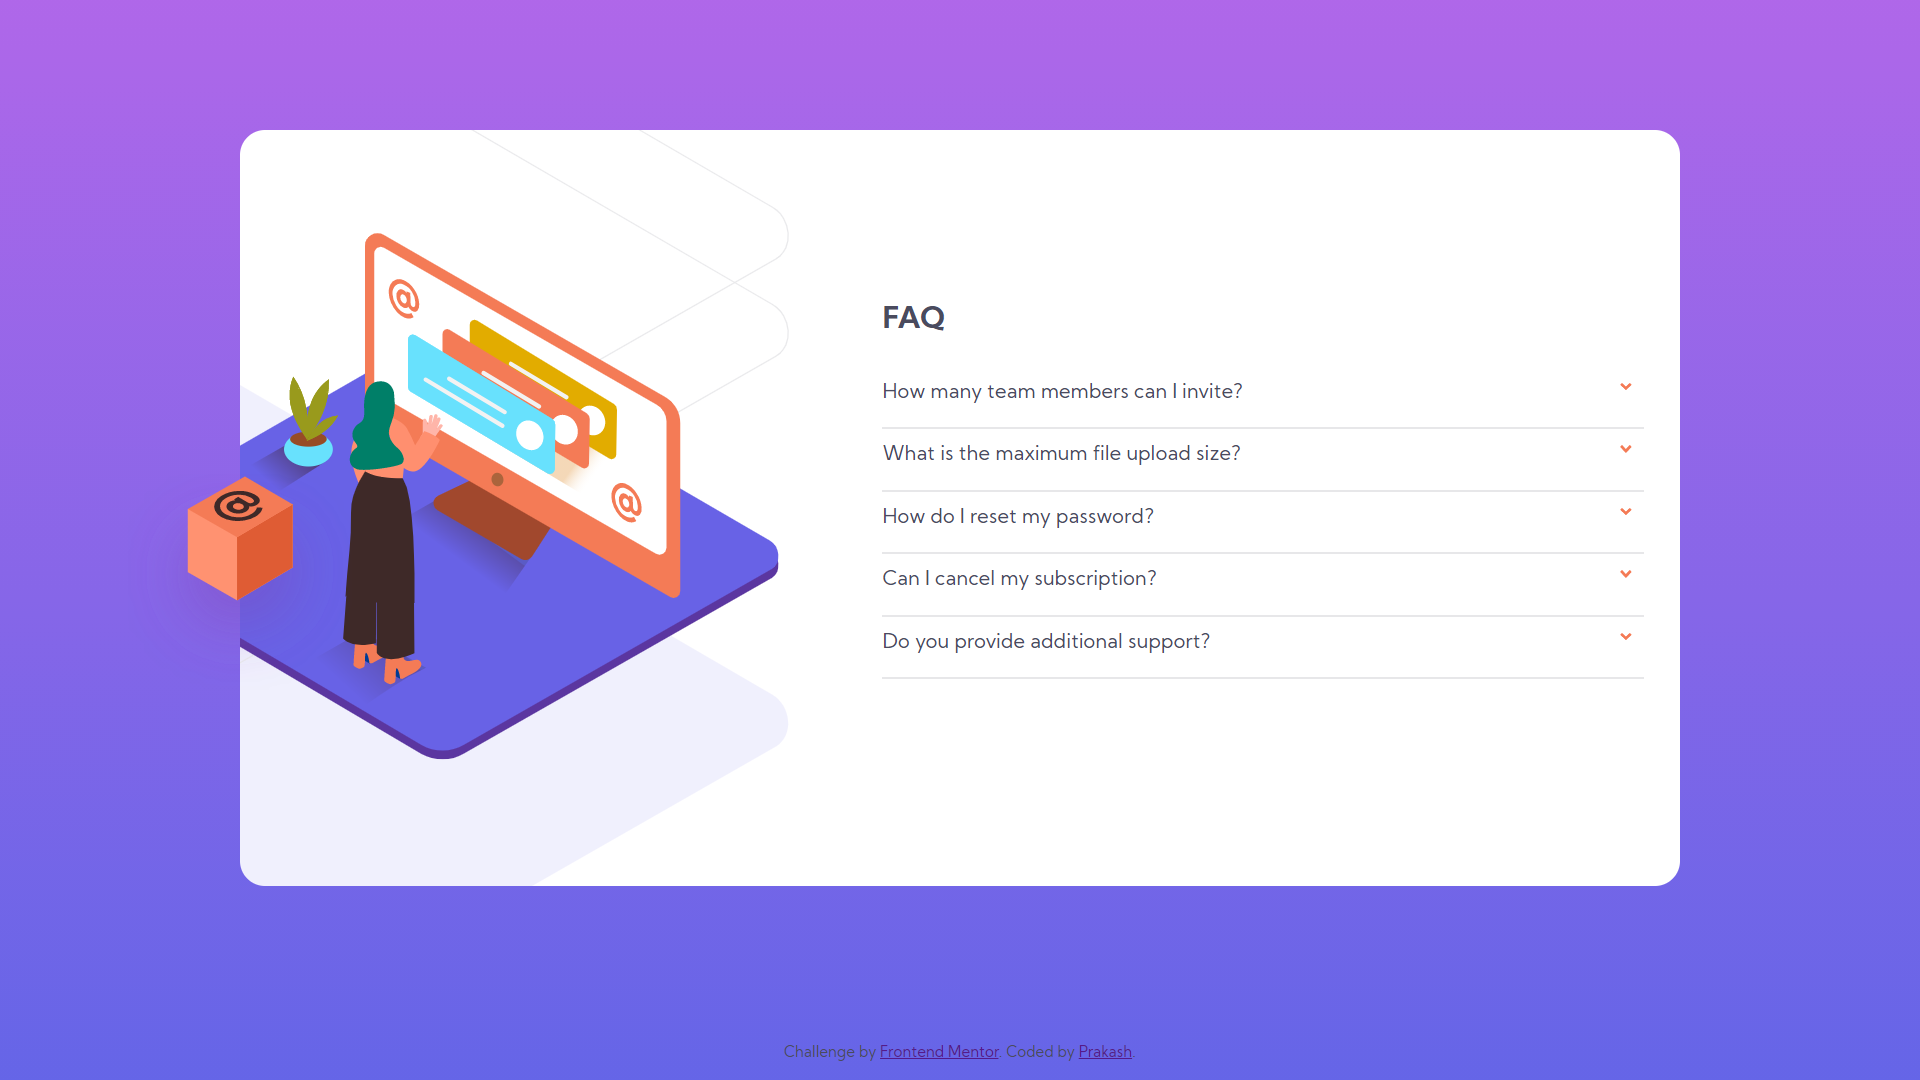 FAQ
How many team members can I invite?
What is the maximum file upload size?
How do I reset my password?
Can I cancel my subscription?
Do you provide additional support?
@
@
@
Challenge by Frontend Mentor. Coded by Prakash.